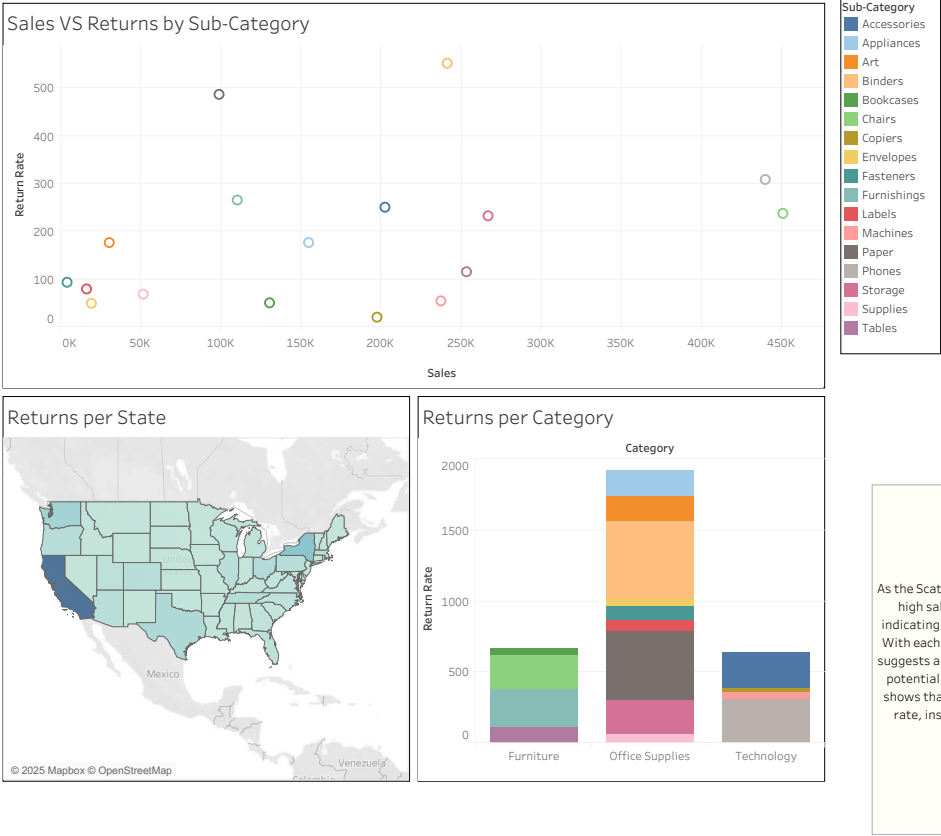 Sales VS Returns by Sub-Category
Return Rate
500
400
300
200
100
0
0K 50K 100K 150K 200K 250K 300K 350K 400K 450K
Sales
Sub-Category
Accessories
Appliances
Art
Binders
Bookcases
Chairs
Copiers
Envelopes
Fasteners
Furnishings
Labels
Machines
Paper
Phones
Storage
Supplies
Tables
Returns per State
Mexico
Venezuela
© 2025 Mapbox © OpenStreetMap
Returns per Category
Category
Return Rate
2000
1500
1000
500
0
Furniture Office Supplies Technology
As the Scat
high sal
indicating
With each
suggests a
potential
shows tha
rate, ins